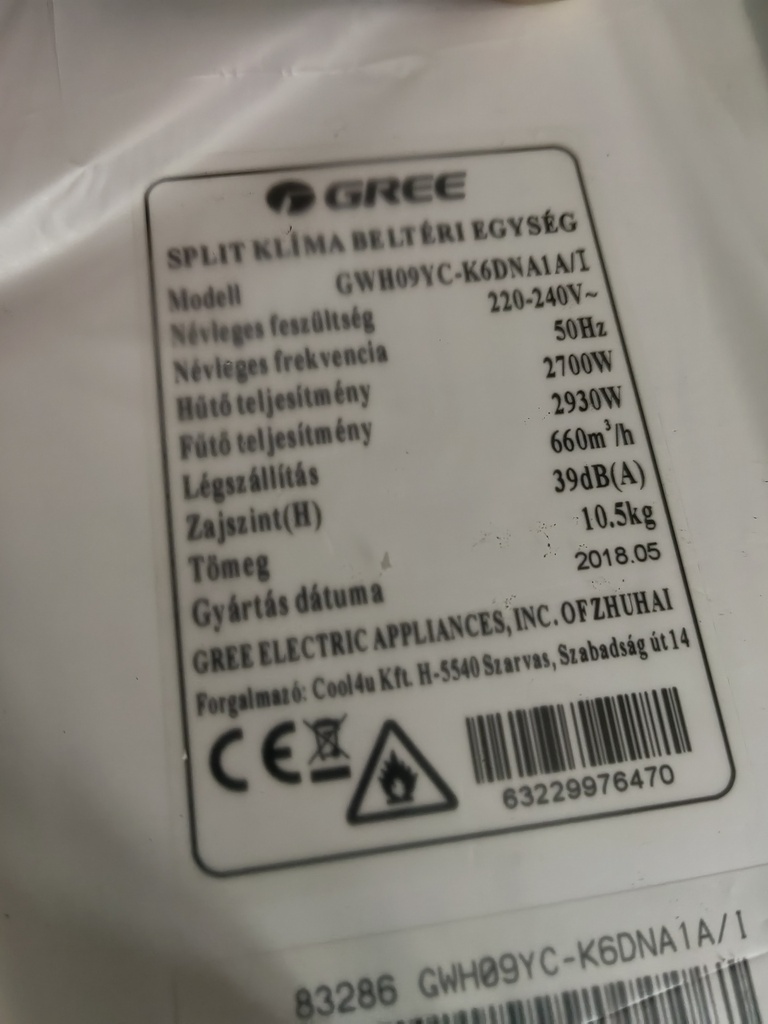 GREE
SPLIT KLÍMA BELTÉRI EGYSÉG
Modell GWH09YC-K6DNA1A/I
Névleges feszültség 220-240V~
Névleges frekvencia 50Hz
Hűtő teljesítmény 2700W
Fűtő teljesítmény 2930W
Légszállítás 660m³/h
Zajszint(H) 39dB(A)
Tömeg 10.5kg
Gyártás dátuma 2018.05
GREE ELECTRIC APPLIANCES, INC. OF ZHUHAI
Forgalmazó: Cool4u Kft. H-5540 Szarvas, Szabadság út 14
CE
63229976470
83286 GWH09YC-K6DNA1A/I